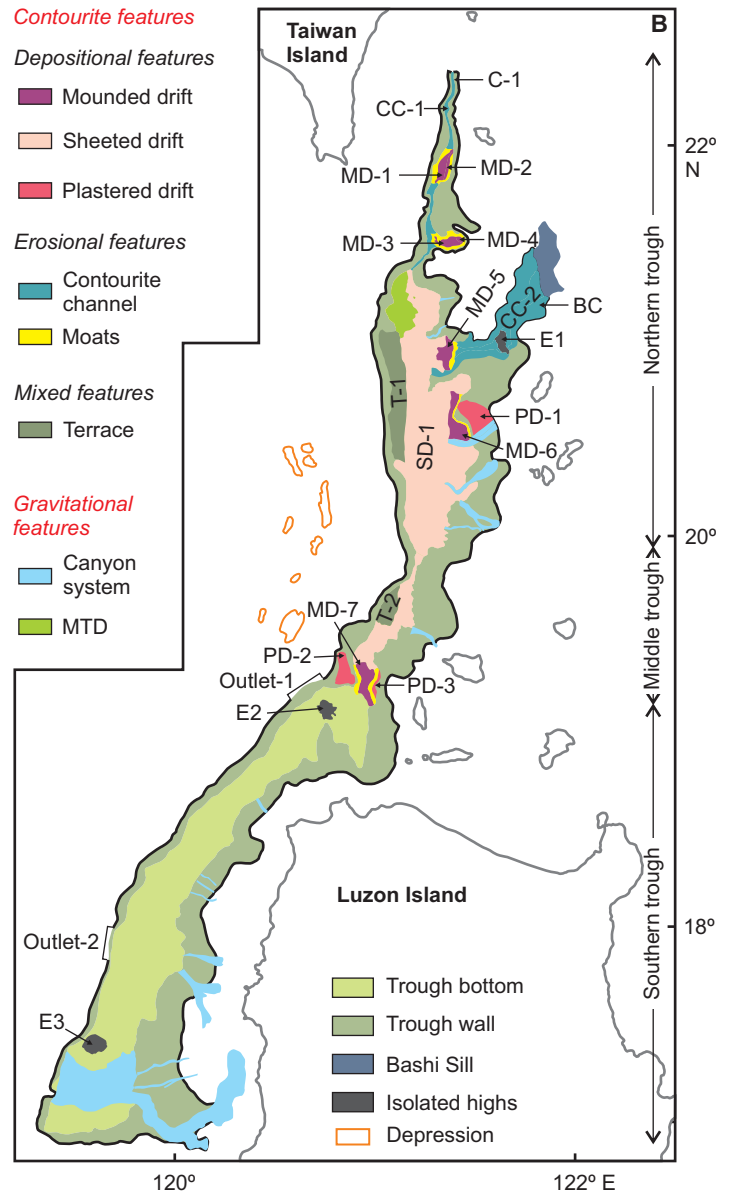 Contourite features
Depositional features
Mounded drift
Sheeted drift
Plastered drift
Erosional features
Contourite
channel
Moats
Mixed features
Terrace
Gravitational
features
Canyon
system
MTD
B
Taiwan
Island
C-1
CC-1
MD-1
MD-2
MD-3
MD-4
MD-5
CC-2
BC
E1
T-1
SD-1
PD-1
MD-6
T-2
MD-7
PD-2
Outlet-1
PD-3
E2
Outlet-2
E3
Luzon Island
Trough bottom
Trough wall
Bashi Sill
Isolated highs
Depression
Northern trough
Middle trough
Southern trough
22º
N
20º
18º
120º
122º E